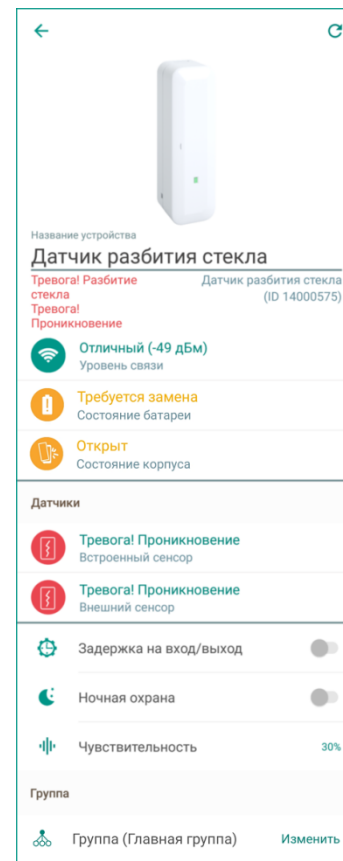 Название устройства
Датчик разбития стекла
Тревога! Разбитие
стекла
Тревога!
Проникновение
Датчик разбития стекла
(ID 14000575)
Отличный (-49 дБм)
Уровень связи
Требуется замена
Состояние батареи
Открыт
Состояние корпуса
Датчики
Тревога! Проникновение
Встроенный сенсор
Тревога! Проникновение
Внешний сенсор
Задержка на вход/выход
Ночная охрана
Чувствительность 30%
Группа
Группа (Главная группа) Изменить